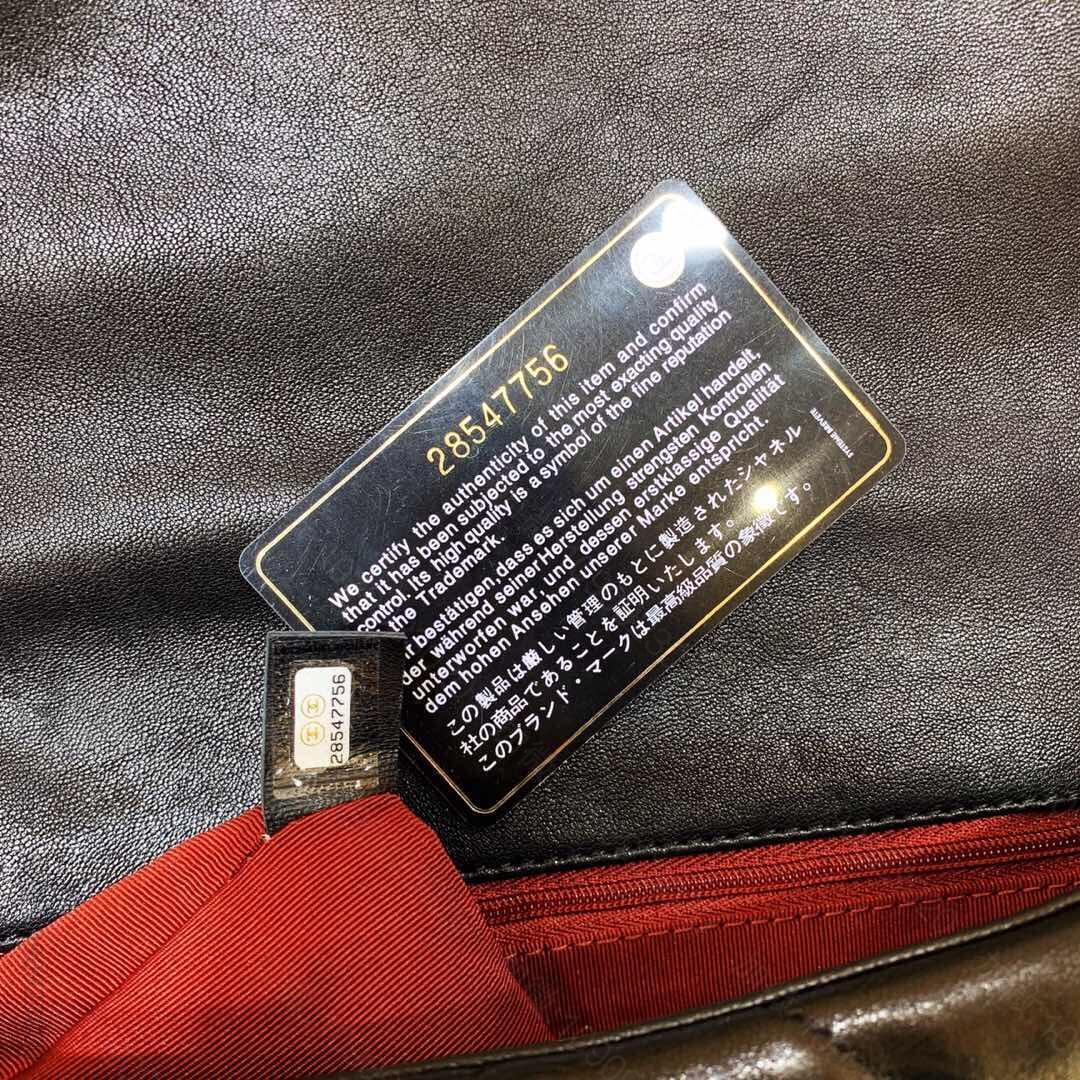 28547756
We certify the authenticity of this item and confirm
that it has been subjected to the most exacting quality
control. Its high quality is a symbol of the fine reputation
the Trademark.
bestätigen, dass es sich um einen Artikel handelt,
der während seiner Herstellung strengsten Kontrollen
unterworfen war, und dessen erstklassige Qualität
dem hohen Ansehen unserer Marke entspricht.
この製品は厳しい管理のもとに製造されたシャネル
社の商品であることを証明いたします。
このブランド・マークは最高級品質の象徴です。
28547756